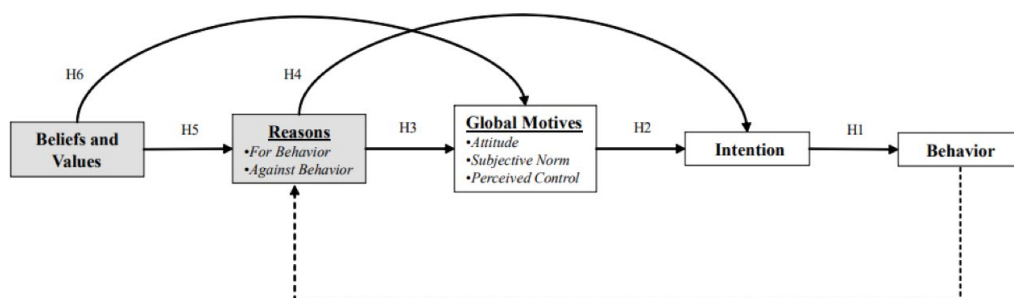 H6
H4
Beliefs and
Values
H5
Reasons
•For Behavior
•Against Behavior
H3
Global Motives
•Attitude
•Subjective Norm
•Perceived Control
H2
Intention
H1
Behavior